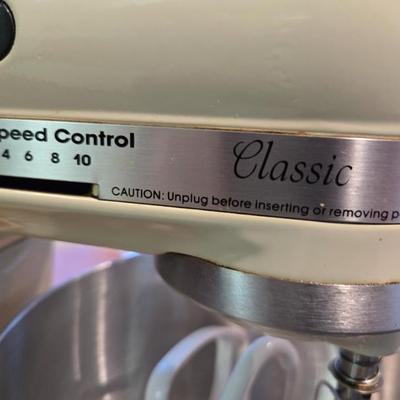 peed Control
4 6 8 10
Classic
CAUTION: Unplug before inserting or removing p